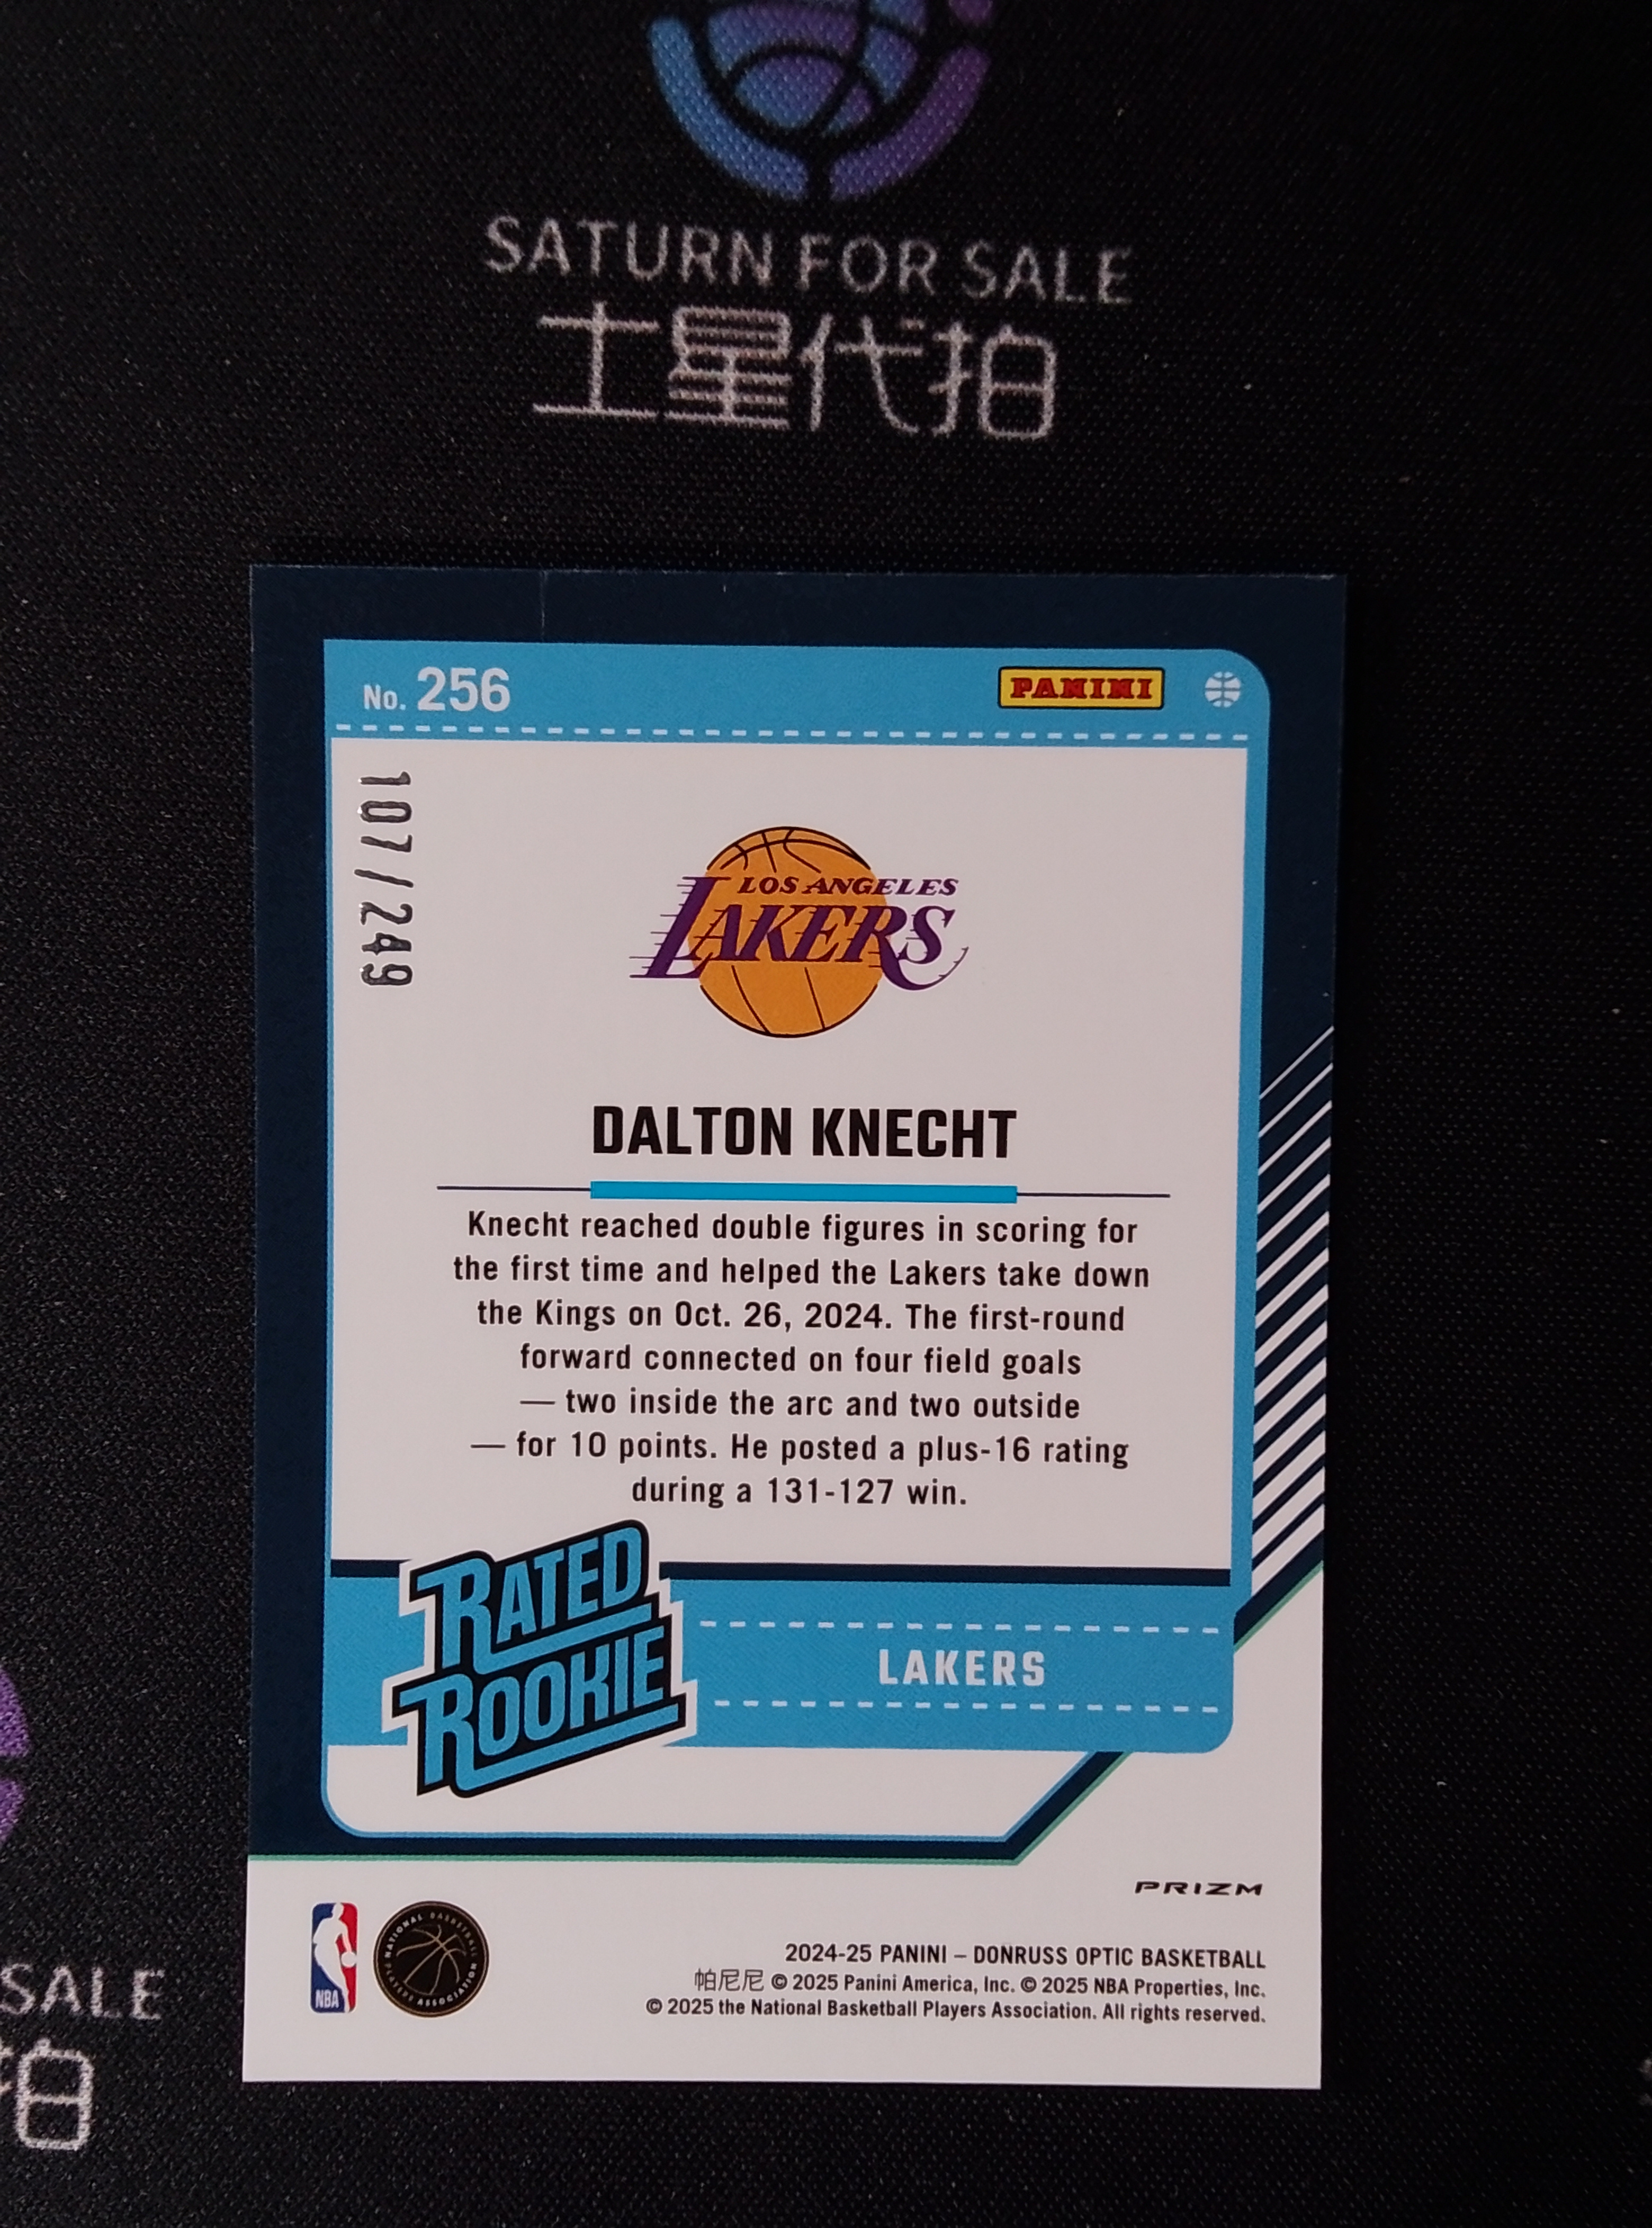 SATURN FOR SALE
土星代拍
No. 256
PANINI
107/249
LOS ANGELES
LAKERS
DALTON KNECHT
Knecht reached double figures in scoring for
the first time and helped the Lakers take down
the Kings on Oct. 26, 2024. The first-round
forward connected on four field goals
— two inside the arc and two outside
— for 10 points. He posted a plus-16 rating
during a 131-127 win.
RATED
ROOKIE
LAKERS
PRIZM
NBA
NATIONAL BASKETBALL PLAYERS ASSOCIATION
2024-25 PANINI – DONRUSS OPTIC BASKETBALL
帕尼尼 © 2025 Panini America, Inc. © 2025 NBA Properties, Inc.
© 2025 the National Basketball Players Association. All rights reserved.
SALE
拍